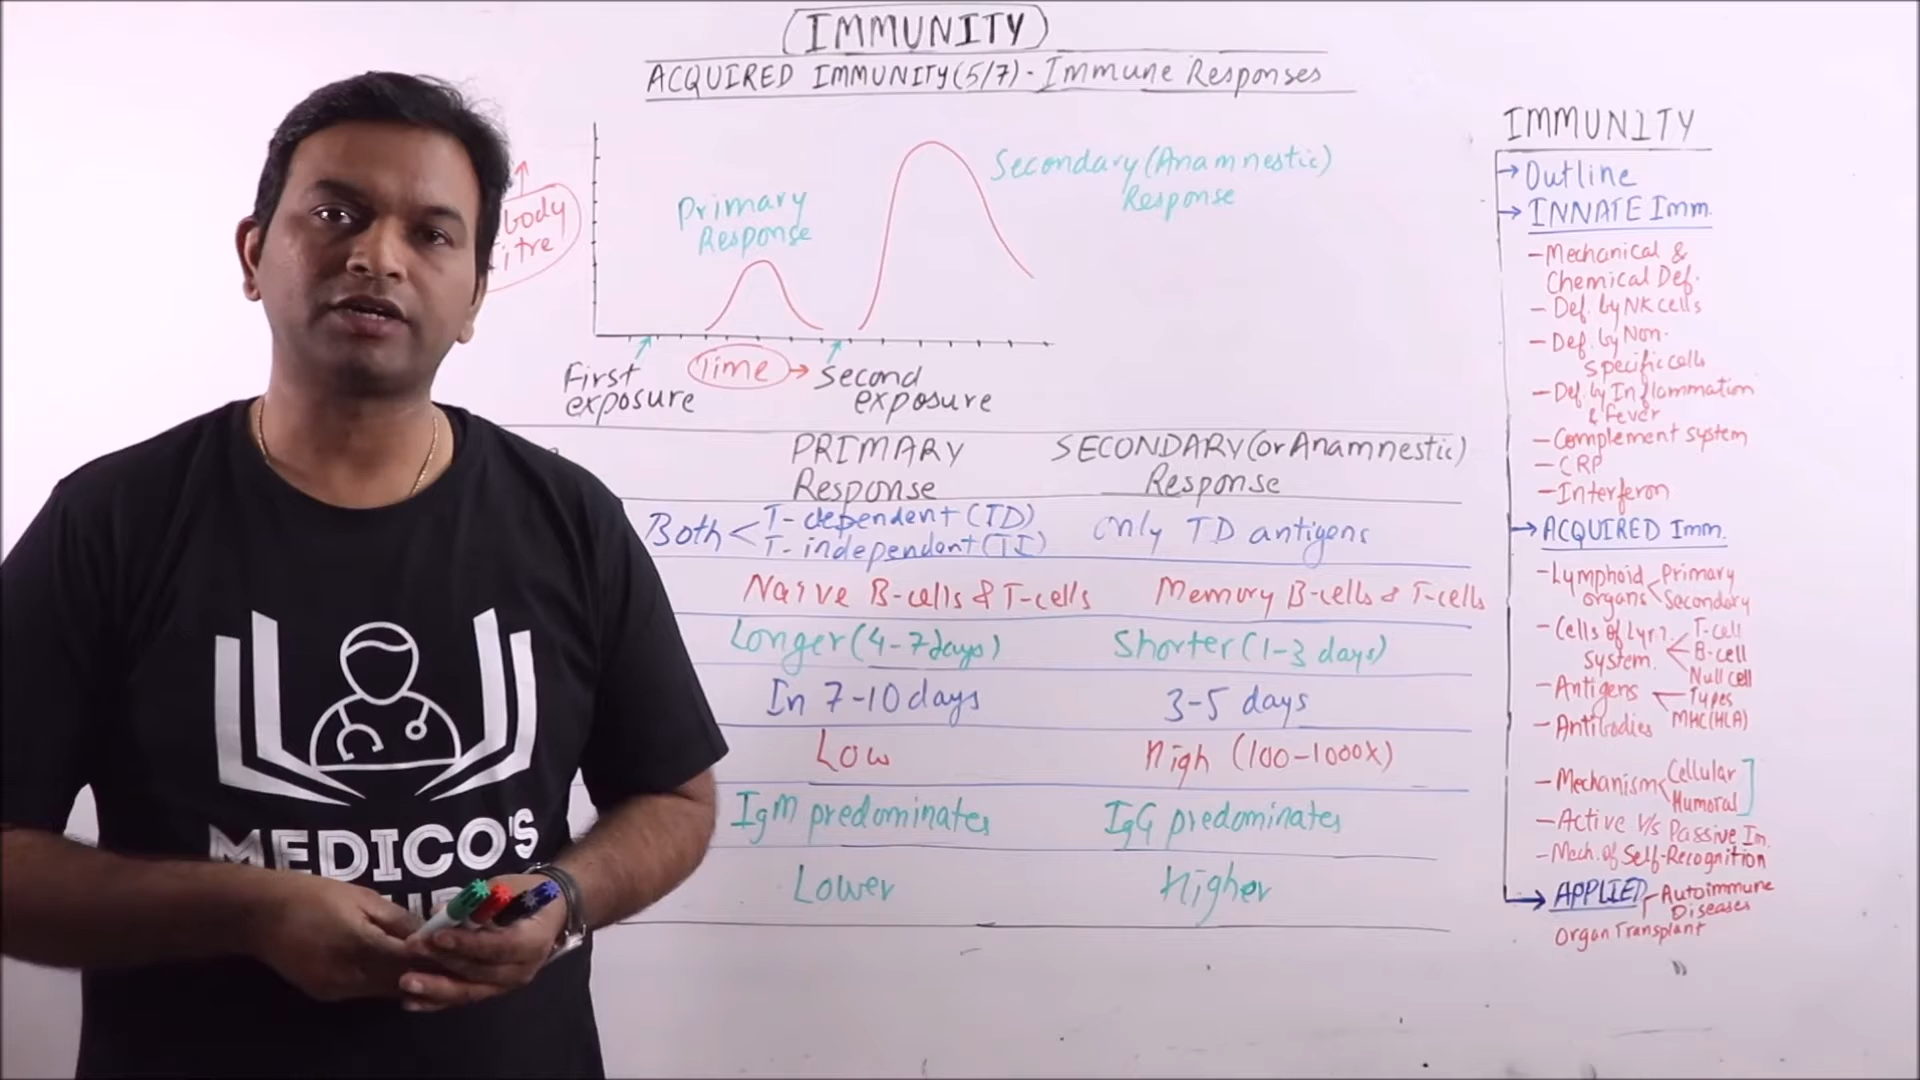 IMMUNITY
ACQUIRED IMMUNITY(5/7)- Immune Responses
body
titre
Primary
Response
Secondary(Anamnestic)
Response
First
exposure
Time
Second
exposure
PRIMARY
Response
SECONDARY(or Anamnestic)
Response
Both < T-dependent(TD)
T-independent(TI)
Only TD antigens
Naive B-cells & T-cells
Memory B-cells & T-cells
Longer(4-7days)
Shorter(1-3 days)
In 7-10 days
3-5 days
Low
High (100-1000x)
IgM predominates
IgG predominates
Lower
Higher
IMMUNITY
Outline
INNATE Imm.
-Mechanical &
Chemical Def.
- Def. by NK cells
- Def. by Non-
specific cells
-Def. by Inflammation
& Fever
-Complement system
-CRP
-Interferon
ACQUIRED Imm.
-Lymphoid organs < Primary
Secondary
- Cells of system. T-cell
B-cell
Null cell
- Antigens Types
MHC(HLA)
- Antibodies
- Mechanism < Cellular
Humoral
- Active V/s Passive Im.
-Mech. of Self-Recognition
APPLIED Autoimmune
Diseases
Organ Transplant
MEDICO'S